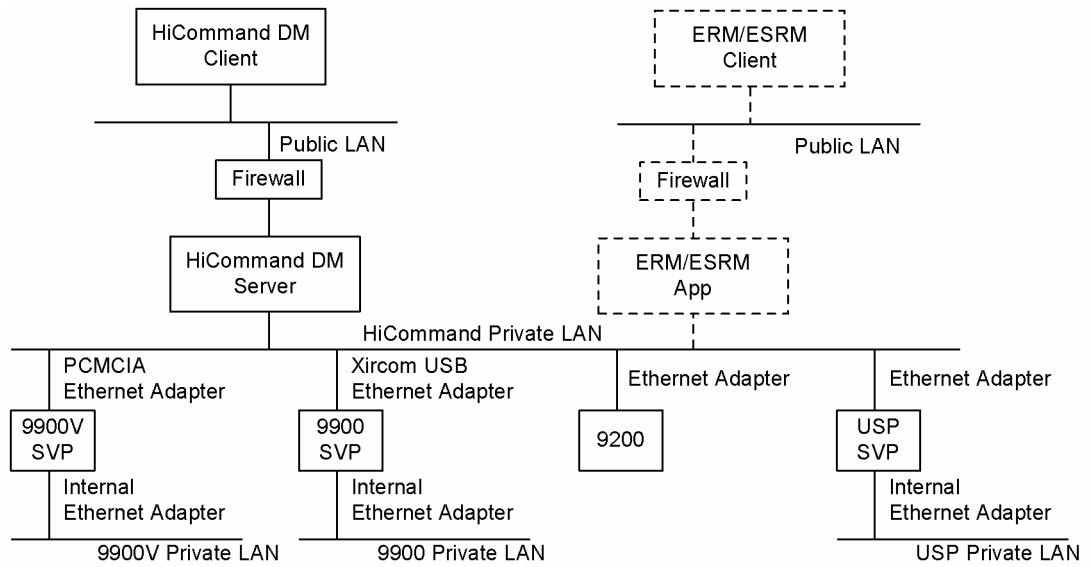 HiCommand DM
Client
ERM/ESRM
Client
Public LAN
Public LAN
Firewall
Firewall
HiCommand DM
Server
ERM/ESRM
App
HiCommand Private LAN
PCMCIA
Ethernet Adapter
Xircom USB
Ethernet Adapter
Ethernet Adapter
Ethernet Adapter
9900V
SVP
9900
SVP
9200
USP
SVP
Internal
Ethernet Adapter
Internal
Ethernet Adapter
Internal
Ethernet Adapter
9900V Private LAN
9900 Private LAN
USP Private LAN